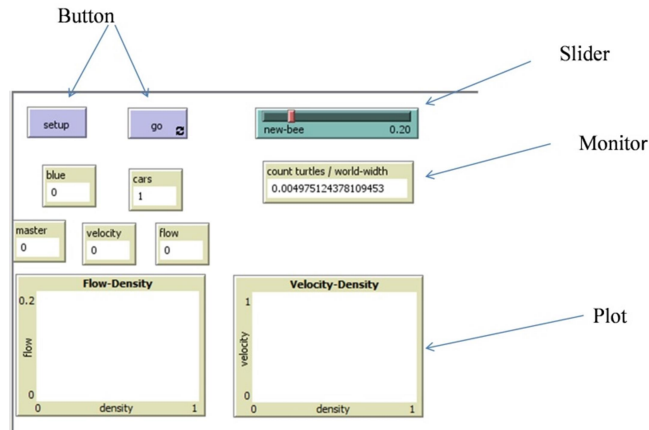 Button
Slider
setup
go
new-bee 0.20
Monitor
blue
0
cars
1
count turtles / world-width
0.004975124378109453
master
0
velocity
0
flow
0
Flow-Density
0.2
flow
0
0 density 1
Velocity-Density
1
velocity
0
0 density 1
Plot